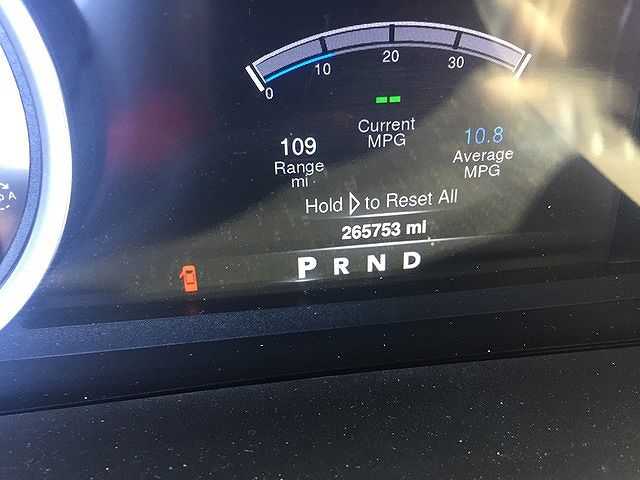 0 10 20 30
--
Current
MPG
109
Range
mi
10.8
Average
MPG
Hold ▷ to Reset All
265753 mi
P R N D